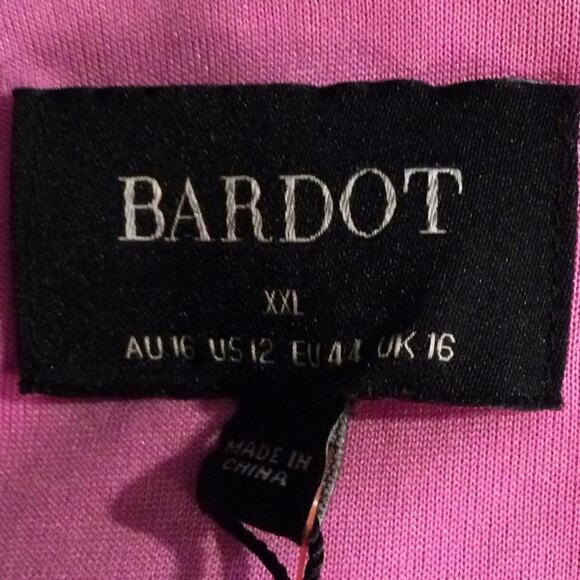 BARDOT
XXL
AU 16 US 12 EU 44 UK 16
MADE IN
CHINA